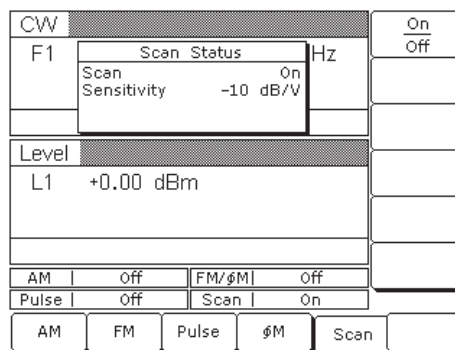 CW
On
Off
F1 Hz
Scan Status
Scan On
Sensitivity -10 dB/V
Level
L1 +0.00 dBm
AM | Off FM/ϕM| Off
Pulse | Off Scan | On
AM FM Pulse ϕM Scan